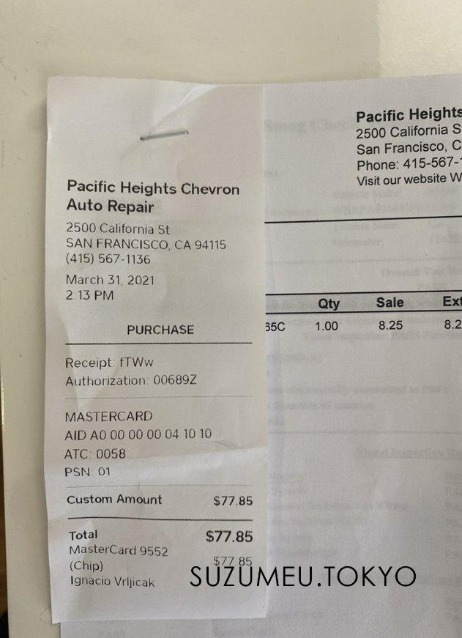 Pacific Heights Chevron
Auto Repair
2500 California St
SAN FRANCISCO, CA 94115
(415) 567-1136
March 31, 2021
2:13 PM
PURCHASE
Receipt: fTWw
Authorization: 00689Z
MASTERCARD
AID A0 00 00 00 04 10 10
ATC: 0058
PSN: 01
Custom Amount $77.85
Total $77.85
MasterCard 9552 $77.85
(Chip)
Ignacio Vrljicak
Pacific Heights
2500 California S
San Francisco, C
Phone: 415-567-
Visit our website W
Qty Sale Ext
65C 1.00 8.25 8.2
SUZUMEU.TOKYO